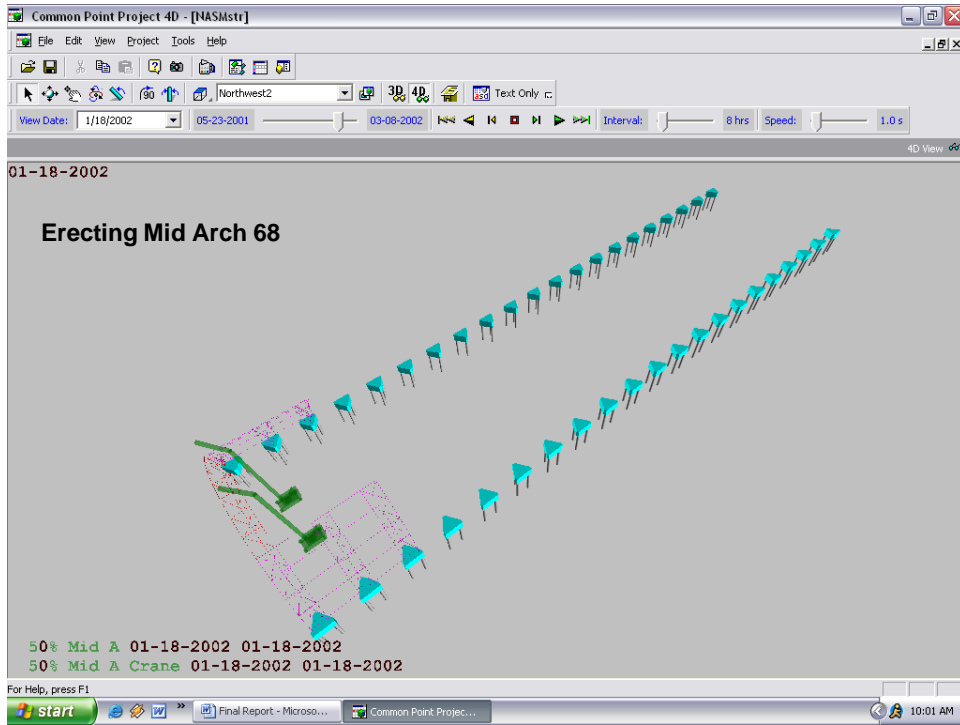 Common Point Project 4D - [NASMstr]
File Edit View Project Tools Help
Northwest2 3D 4D Text Only
View Date: 1/18/2002 05-23-2001 03-08-2002 Interval: 8 hrs Speed: 1.0 s
4D View
01-18-2002
Erecting Mid Arch 68
50% Mid A 01-18-2002 01-18-2002
50% Mid A Crane 01-18-2002 01-18-2002
For Help, press F1
start Final Report - Microso... Common Point Projec... 10:01 AM